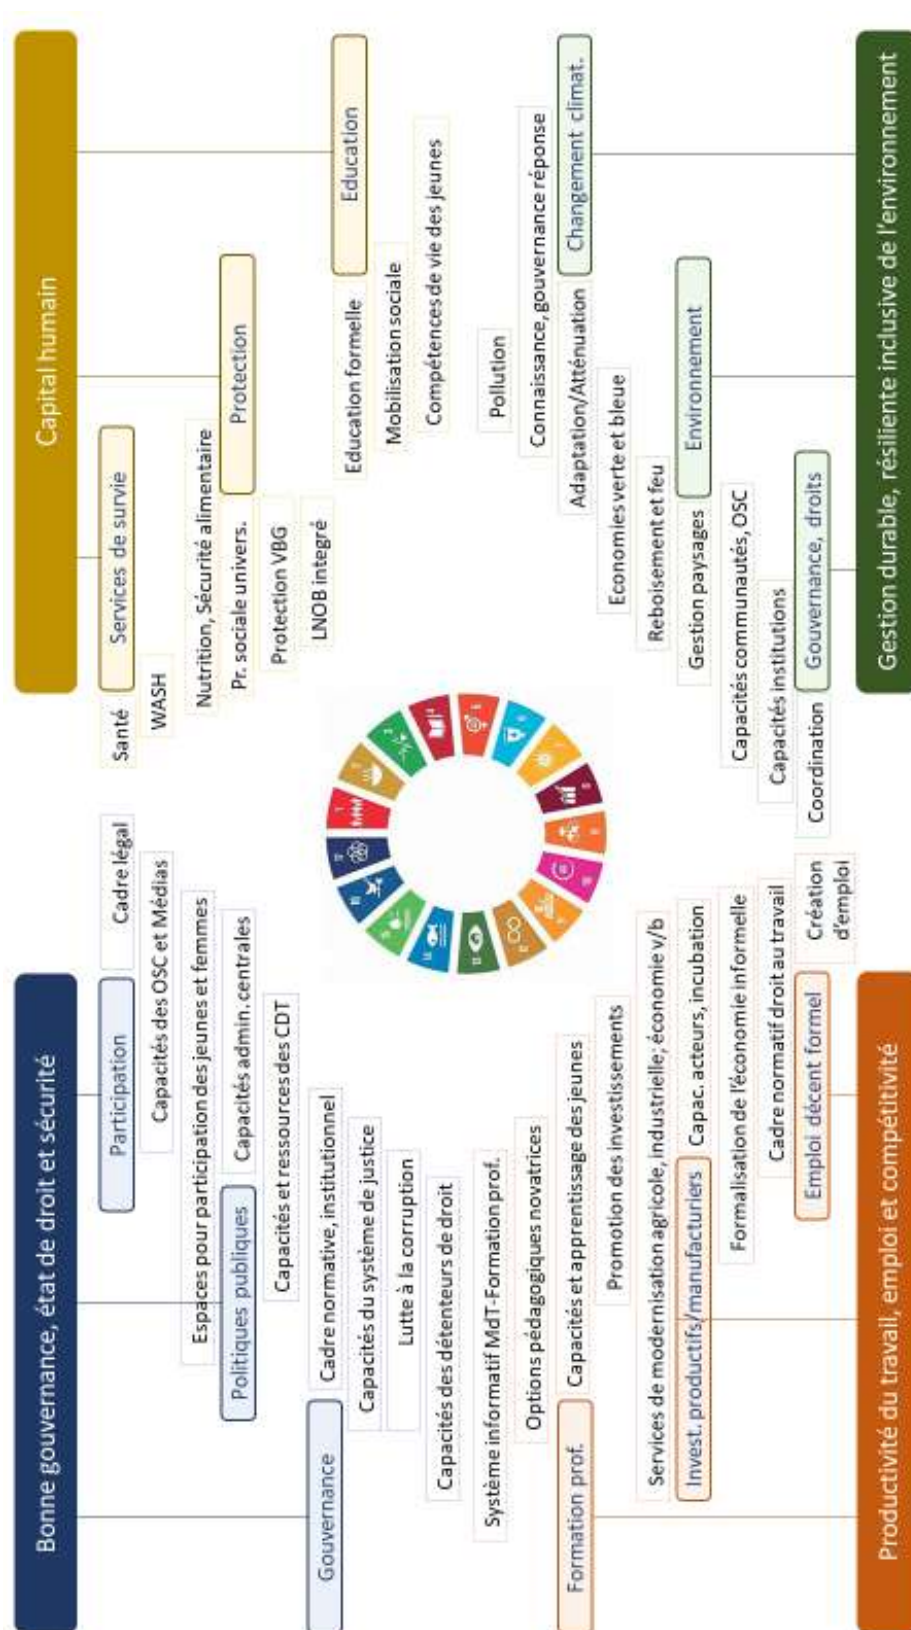 Bonne gouvernance, état de droit et sécurité
Capital humain
Participation
Cadre légal
Capacités des OSC et Médias
Espaces pour participation des jeunes et femmes
Politiques publiques
Capacités admin. centrales
Capacités et ressources des CDT
Gouvernance
Cadre normative, institutionnel
Capacités du système de justice
Lutte à la corruption
Capacités des détenteurs de droit
Santé
Services de survie
WASH
Nutrition, Sécurité alimentaire
Pr. sociale univers.
Protection
Protection VBG
LNOB integré
Education formelle
Education
Mobilisation sociale
Compétences de vie des jeunes
Système informatif MdT-Formation prof.
Options pédagogiques novatrices
Formation prof.
Capacités et apprentissage des jeunes
Promotion des investissements
Services de modernisation agricole, industrielle; économie v/b
Invest. productifs/manufacturiers
Capac. acteurs, incubation
Formalisation de l'économie informelle
Cadre normatif droit au travail
Emploi décent formel
Création
d'emploi
Pollution
Connaissance, gouvernance réponse
Adaptation/Atténuation
Changement climat.
Economies verte et bleue
Reboisement et feu
Gestion paysages
Environnement
Capacités communautés, OSC
Capacités institutions
Coordination
Gouvernance, droits
Productivité du travail, emploi et compétitivité
Gestion durable, résiliente inclusive de l'environnement